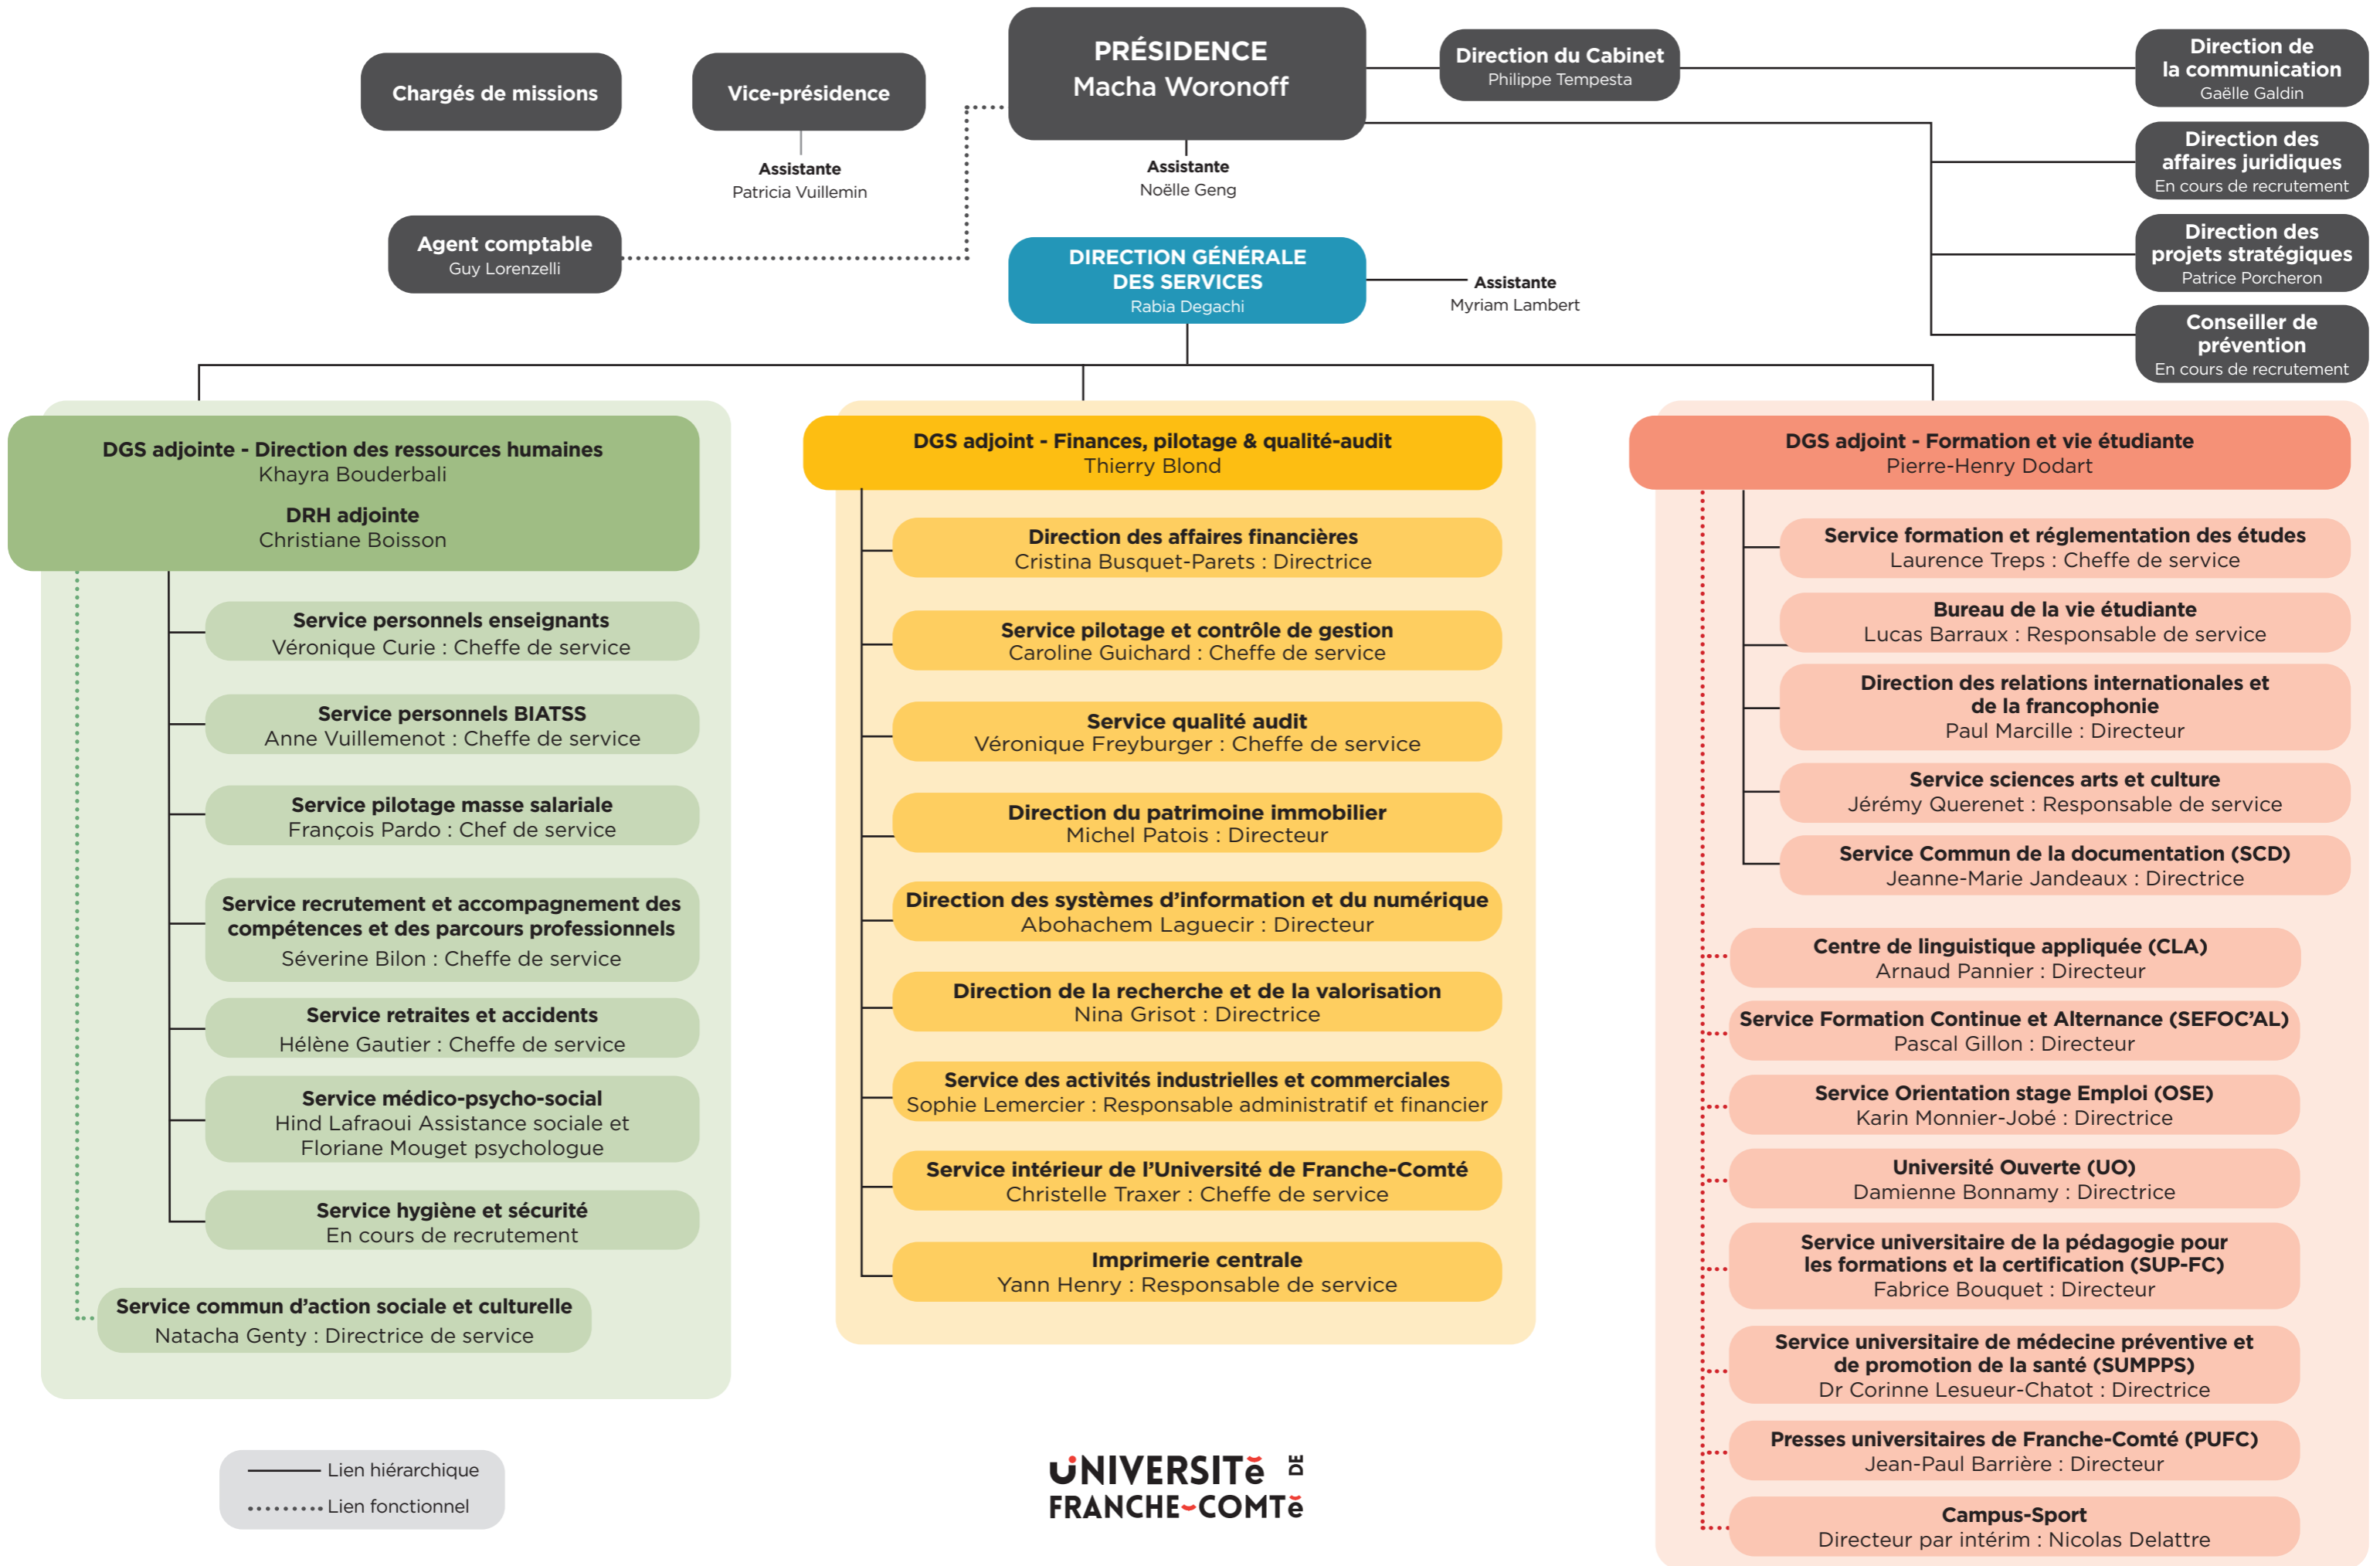 PRÉSIDENCE
Macha Woronoff
Direction du Cabinet
Philippe Tempesta
Direction de
la communication
Gaëlle Galdin
Chargés de missions
Vice-présidence
Assistante
Patricia Vuillemin
Assistante
Noëlle Geng
Direction des
affaires juridiques
En cours de recrutement
Agent comptable
Guy Lorenzelli
DIRECTION GÉNÉRALE
DES SERVICES
Rabia Degachi
Assistante
Myriam Lambert
Direction des
projets stratégiques
Patrice Porcheron
Conseiller de
prévention
En cours de recrutement
DGS adjointe - Direction des ressources humaines
Khayra Bouderbali
DRH adjointe
Christiane Boisson
Service personnels enseignants
Véronique Curie : Cheffe de service
Service personnels BIATSS
Anne Vuillemenot : Cheffe de service
Service pilotage masse salariale
François Pardo : Chef de service
Service recrutement et accompagnement des
compétences et des parcours professionnels
Séverine Bilon : Cheffe de service
Service retraites et accidents
Hélène Gautier : Cheffe de service
Service médico-psycho-social
Hind Lafraoui Assistance sociale et
Floriane Mouget psychologue
Service hygiène et sécurité
En cours de recrutement
Service commun d'action sociale et culturelle
Natacha Genty : Directrice de service
DGS adjoint - Finances, pilotage & qualité-audit
Thierry Blond
Direction des affaires financières
Cristina Busquet-Parets : Directrice
Service pilotage et contrôle de gestion
Caroline Guichard : Cheffe de service
Service qualité audit
Véronique Freyburger : Cheffe de service
Direction du patrimoine immobilier
Michel Patois : Directeur
Direction des systèmes d'information et du numérique
Abohachem Laguecir : Directeur
Direction de la recherche et de la valorisation
Nina Grisot : Directrice
Service des activités industrielles et commerciales
Sophie Lemercier : Responsable administratif et financier
Service intérieur de l'Université de Franche-Comté
Christelle Traxer : Cheffe de service
Imprimerie centrale
Yann Henry : Responsable de service
DGS adjoint - Formation et vie étudiante
Pierre-Henry Dodart
Service formation et réglementation des études
Laurence Treps : Cheffe de service
Bureau de la vie étudiante
Lucas Barraux : Responsable de service
Direction des relations internationales et
de la francophonie
Paul Marcille : Directeur
Service sciences arts et culture
Jérémy Querenet : Responsable de service
Service Commun de la documentation (SCD)
Jeanne-Marie Jandeaux : Directrice
Centre de linguistique appliquée (CLA)
Arnaud Pannier : Directeur
Service Formation Continue et Alternance (SEFOC'AL)
Pascal Gillon : Directeur
Service Orientation stage Emploi (OSE)
Karin Monnier-Jobé : Directrice
Université Ouverte (UO)
Damienne Bonnamy : Directrice
Service universitaire de la pédagogie pour
les formations et la certification (SUP-FC)
Fabrice Bouquet : Directeur
Service universitaire de médecine préventive et
de promotion de la santé (SUMPPS)
Dr Corinne Lesueur-Chatot : Directrice
Presses universitaires de Franche-Comté (PUFC)
Jean-Paul Barrière : Directeur
Campus-Sport
Directeur par intérim : Nicolas Delattre
Lien hiérarchique
Lien fonctionnel
UNIVERSITé DE
FRANCHE-COMTé